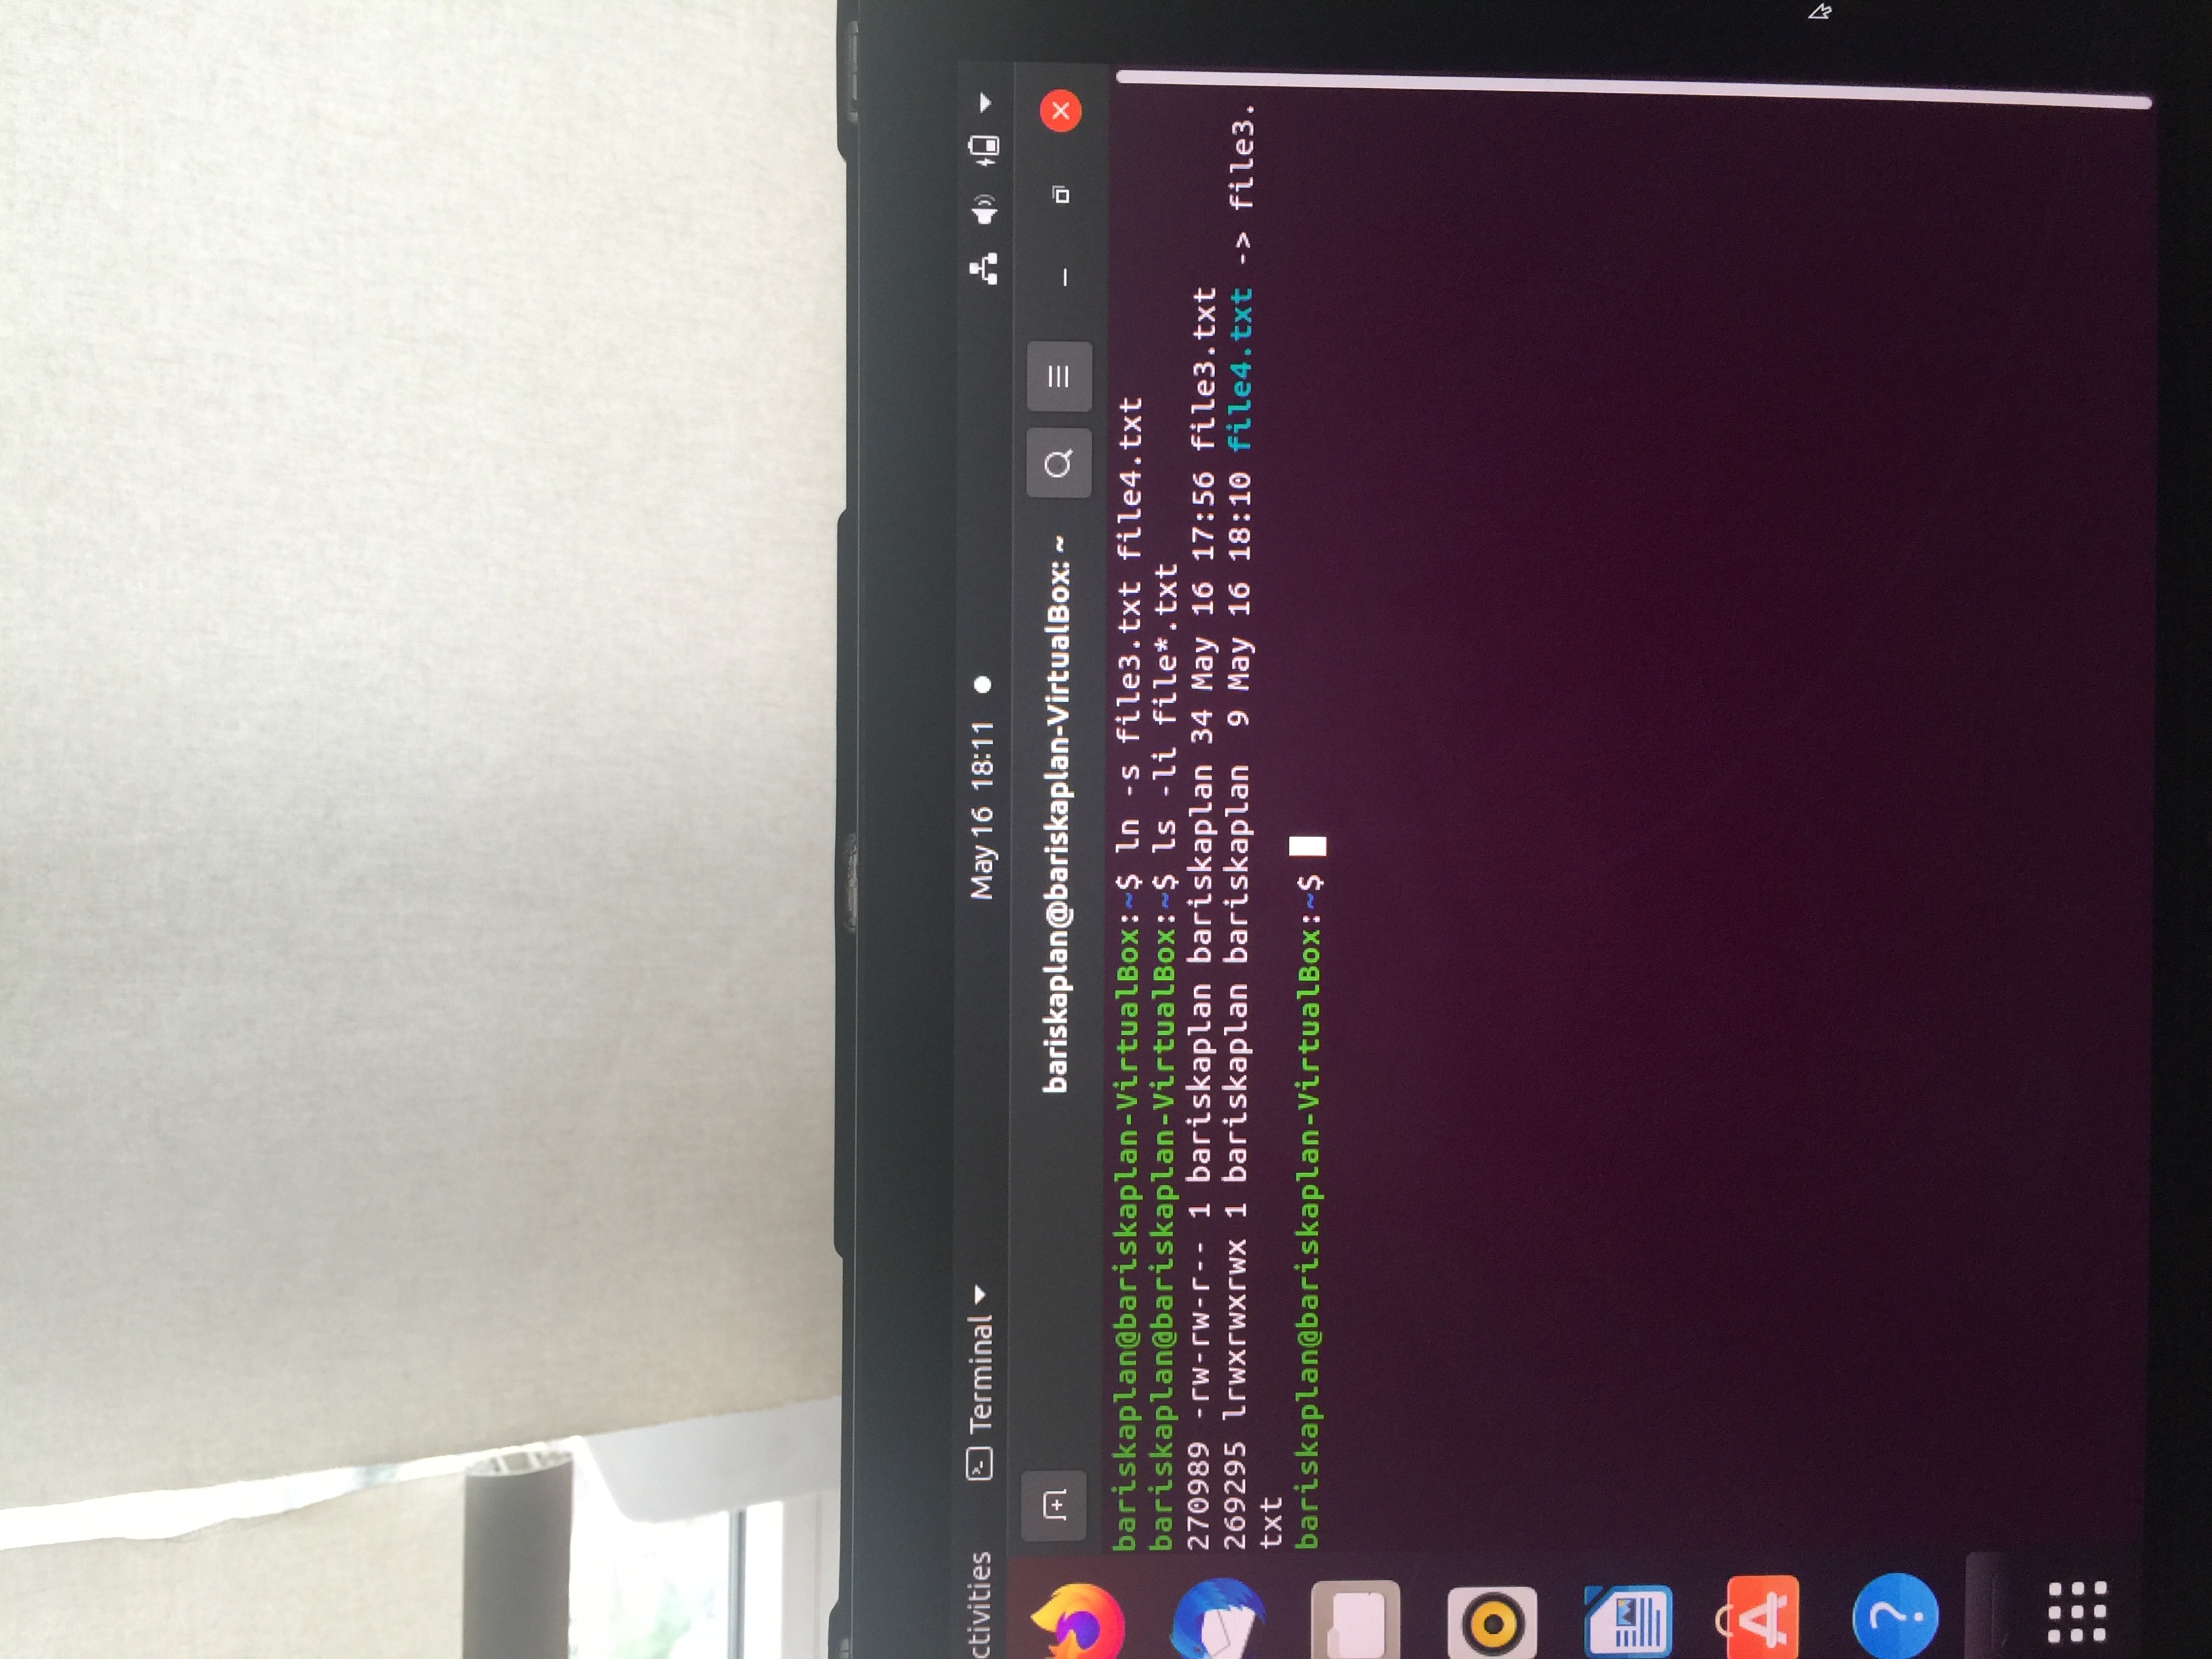 ctivities
Terminal
May 16 18:11
bariskaplan@bariskaplan-VirtualBox: ~
bariskaplan@bariskaplan-VirtualBox:~$ ln -s file3.txt file4.txt
bariskaplan@bariskaplan-VirtualBox:~$ ls -li file*.txt
270989 -rw-rw-r-- 1 bariskaplan bariskaplan 34 May 16 17:56 file3.txt
269295 lrwxrwxrwx 1 bariskaplan bariskaplan  9 May 16 18:10 file4.txt -> file3.
txt
bariskaplan@bariskaplan-VirtualBox:~$